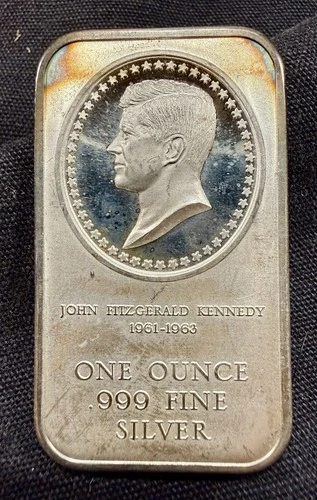 JOHN FITZGERALD KENNEDY
1961-1963
ONE OUNCE
.999 FINE
SILVER